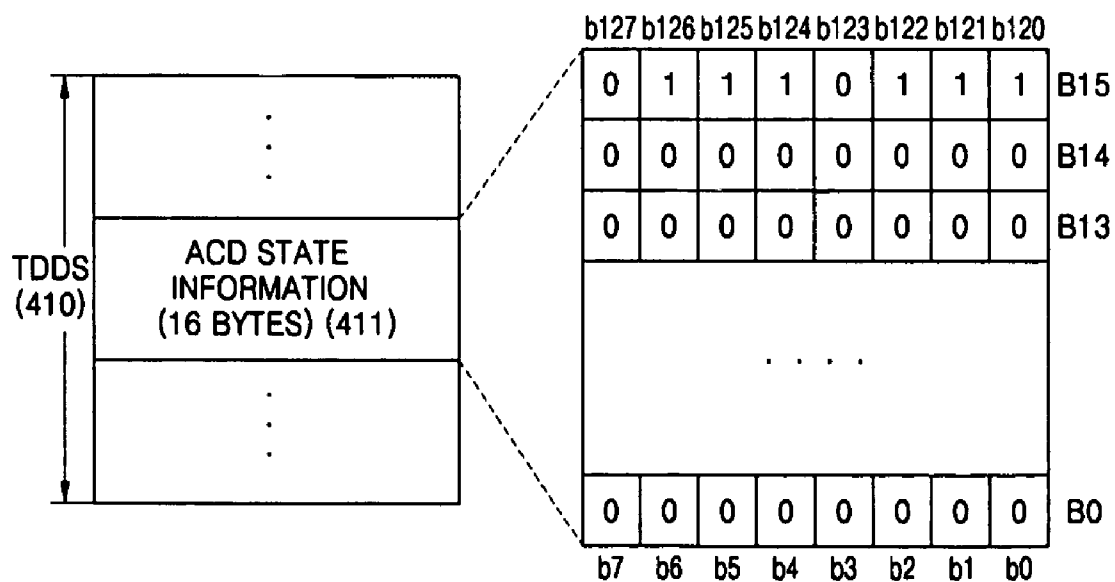 b127 b126 b125 b124 b123 b122 b121 b120
0 1 1 1 0 1 1 1 B15
0 0 0 0 0 0 0 0 B14
0 0 0 0 0 0 0 0 B13
TDDS
(410)
ACD STATE
INFORMATION
(16 BYTES) (411)
0 0 0 0 0 0 0 0 B0
b7 b6 b5 b4 b3 b2 b1 b0